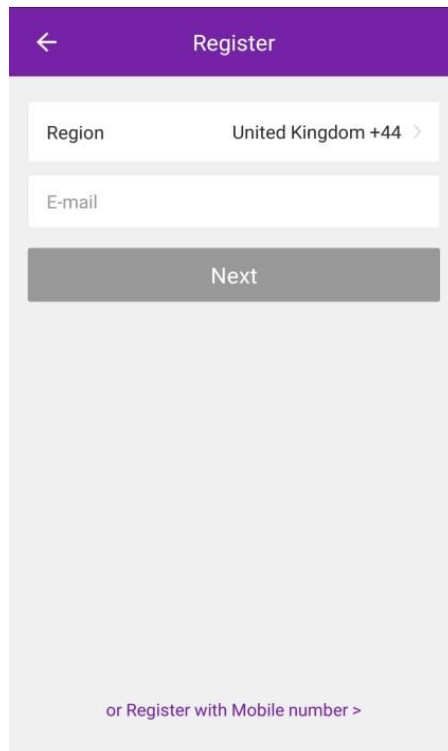 Register
Region United Kingdom +44 >
E-mail
Next
or Register with Mobile number >